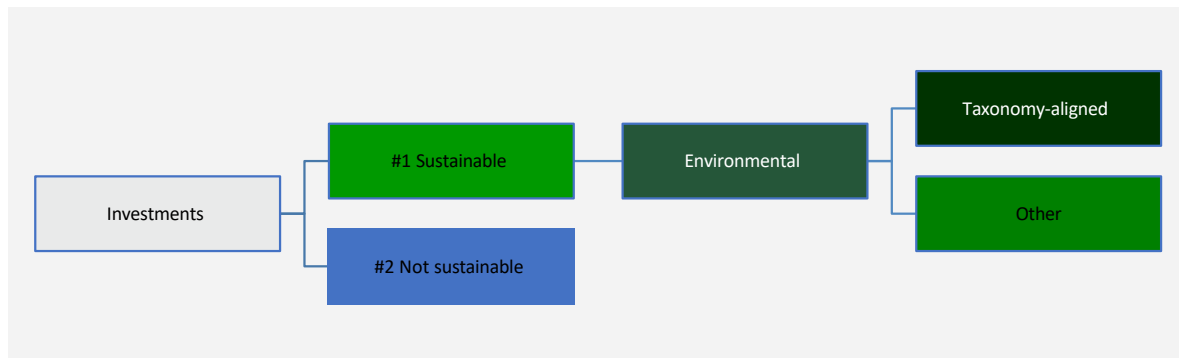 Investments
#1 Sustainable
#2 Not sustainable
Environmental
Taxonomy-aligned
Other